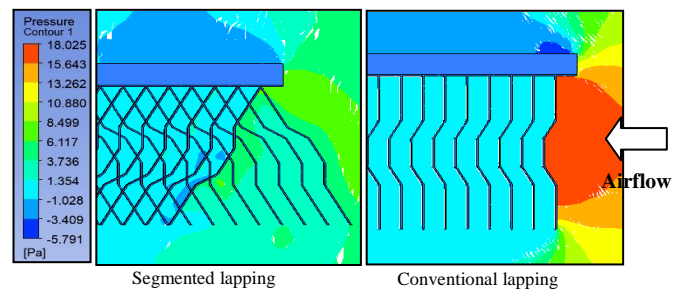 Pressure
Contour 1
18.025
15.643
13.262
10.880
8.499
6.117
3.736
1.354
-1.028
-3.409
-5.791
[Pa]
Airflow
Segmented lapping
Conventional lapping